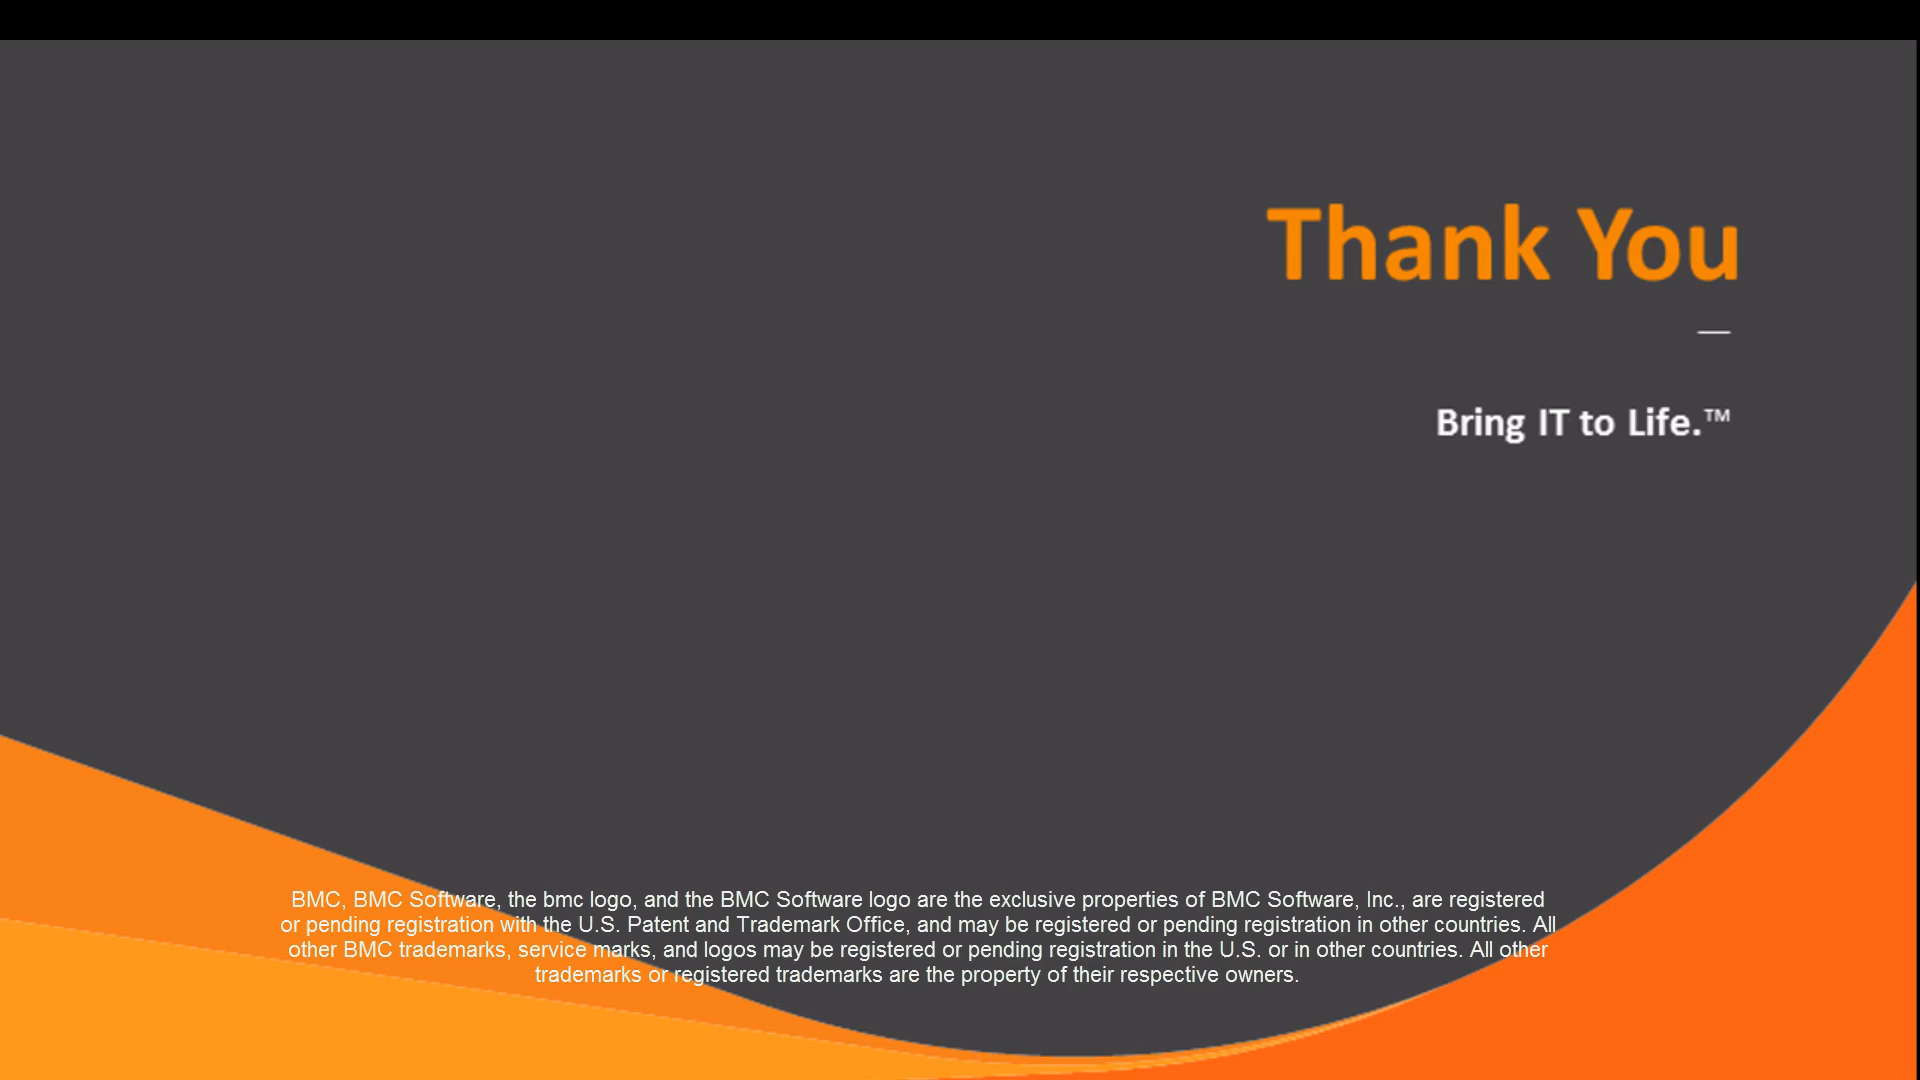 Thank You
Bring IT to Life.™
BMC, BMC Software, the bmc logo, and the BMC Software logo are the exclusive properties of BMC Software, Inc., are registered
or pending registration with the U.S. Patent and Trademark Office, and may be registered or pending registration in other countries. All
other BMC trademarks, service marks, and logos may be registered or pending registration in the U.S. or in other countries. All other
trademarks or registered trademarks are the property of their respective owners.